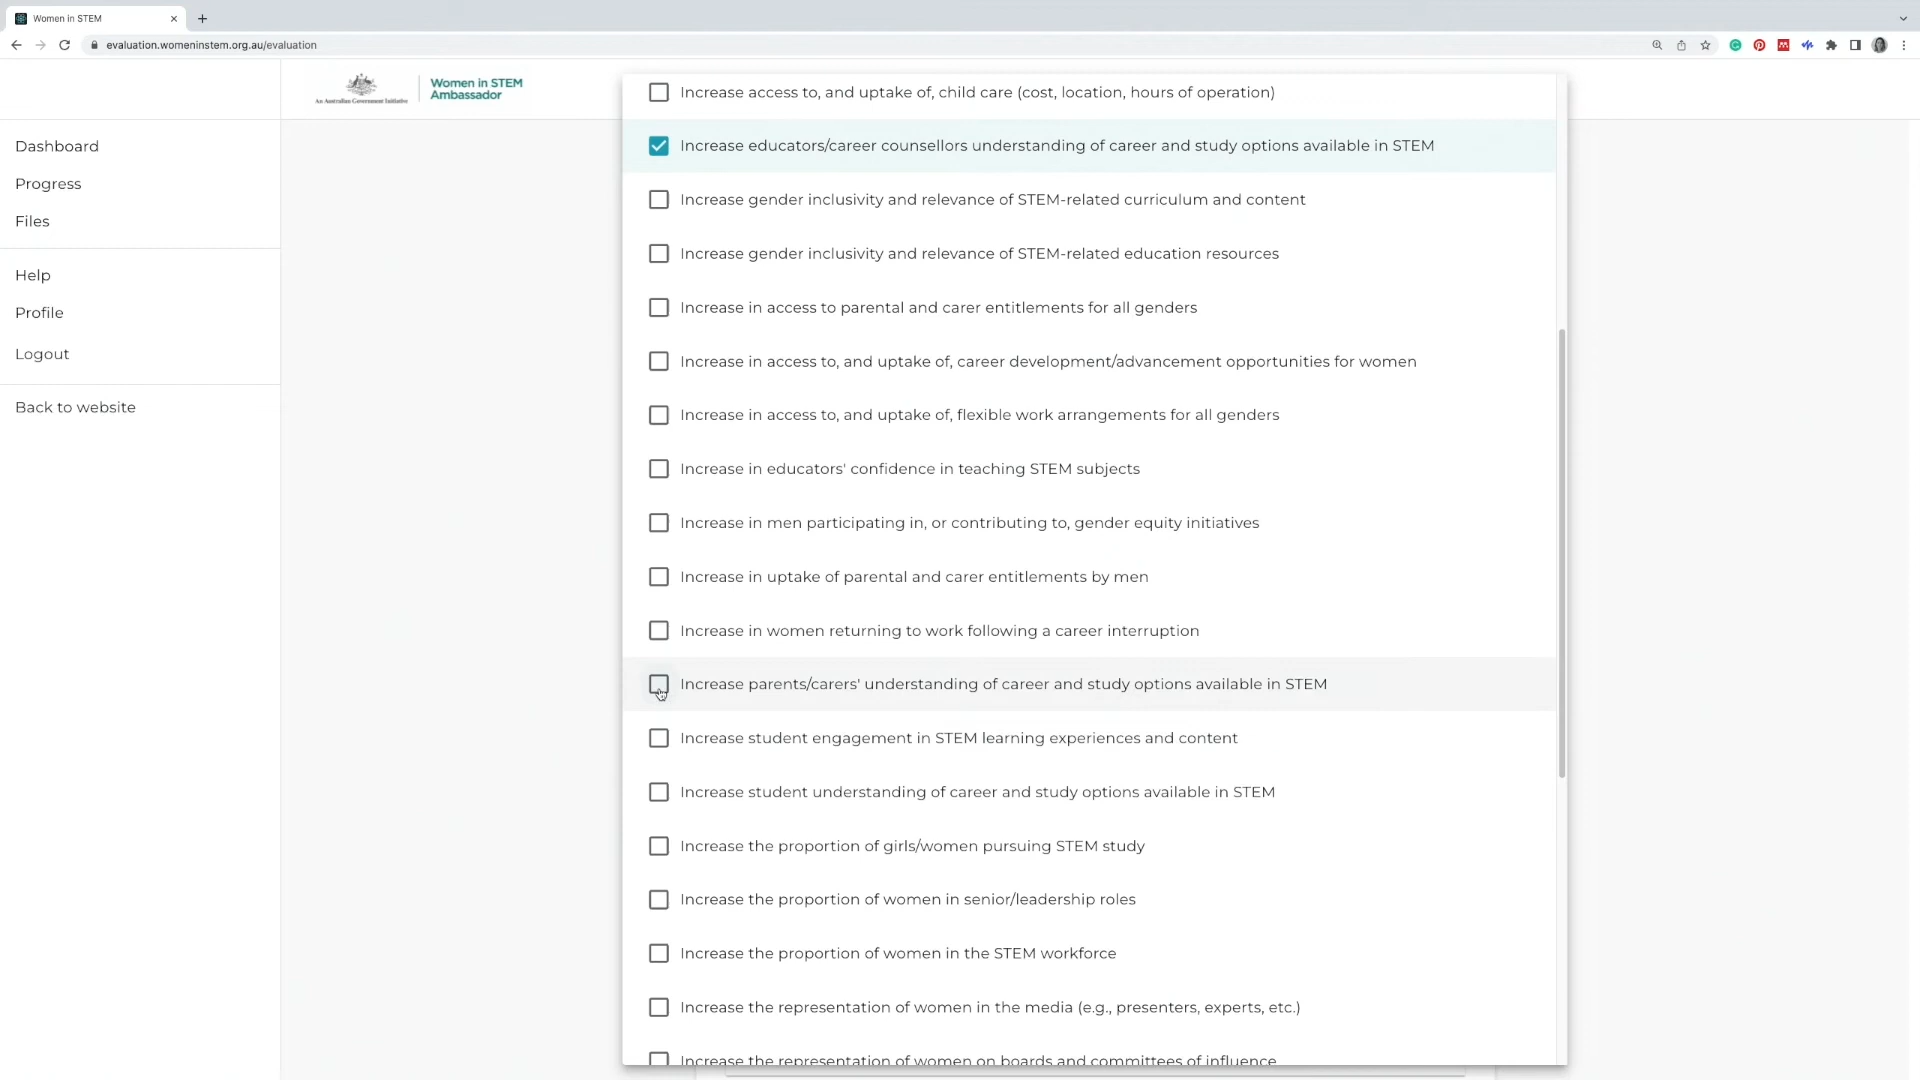 Women in STEM
evaluation.womeninstem.org.au/evaluation
An Australian Government Initiative
Women in STEM
Ambassador
Dashboard
Progress
Files
Help
Profile
Logout
Back to website
Increase access to, and uptake of, child care (cost, location, hours of operation)
Increase educators/career counsellors understanding of career and study options available in STEM
Increase gender inclusivity and relevance of STEM-related curriculum and content
Increase gender inclusivity and relevance of STEM-related education resources
Increase in access to parental and carer entitlements for all genders
Increase in access to, and uptake of, career development/advancement opportunities for women
Increase in access to, and uptake of, flexible work arrangements for all genders
Increase in educators' confidence in teaching STEM subjects
Increase in men participating in, or contributing to, gender equity initiatives
Increase in uptake of parental and carer entitlements by men
Increase in women returning to work following a career interruption
Increase parents/carers' understanding of career and study options available in STEM
Increase student engagement in STEM learning experiences and content
Increase student understanding of career and study options available in STEM
Increase the proportion of girls/women pursuing STEM study
Increase the proportion of women in senior/leadership roles
Increase the proportion of women in the STEM workforce
Increase the representation of women in the media (e.g., presenters, experts, etc.)
Increase the representation of women on boards and committees of influence